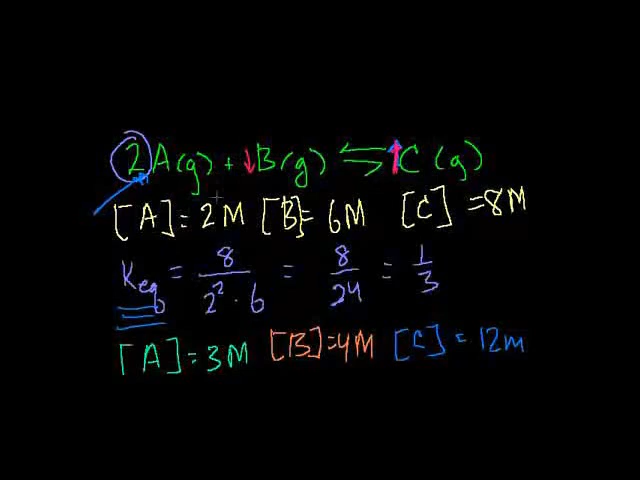 2A(g) + ↓B(g) ⇌ ↑C(g)
[A] = 2M [B] = 6M [C] = 8M
Keq = 8/(2² · 6) = 8/24 = 1/3
[A] = 3M [B] = 4M [C] = 12M